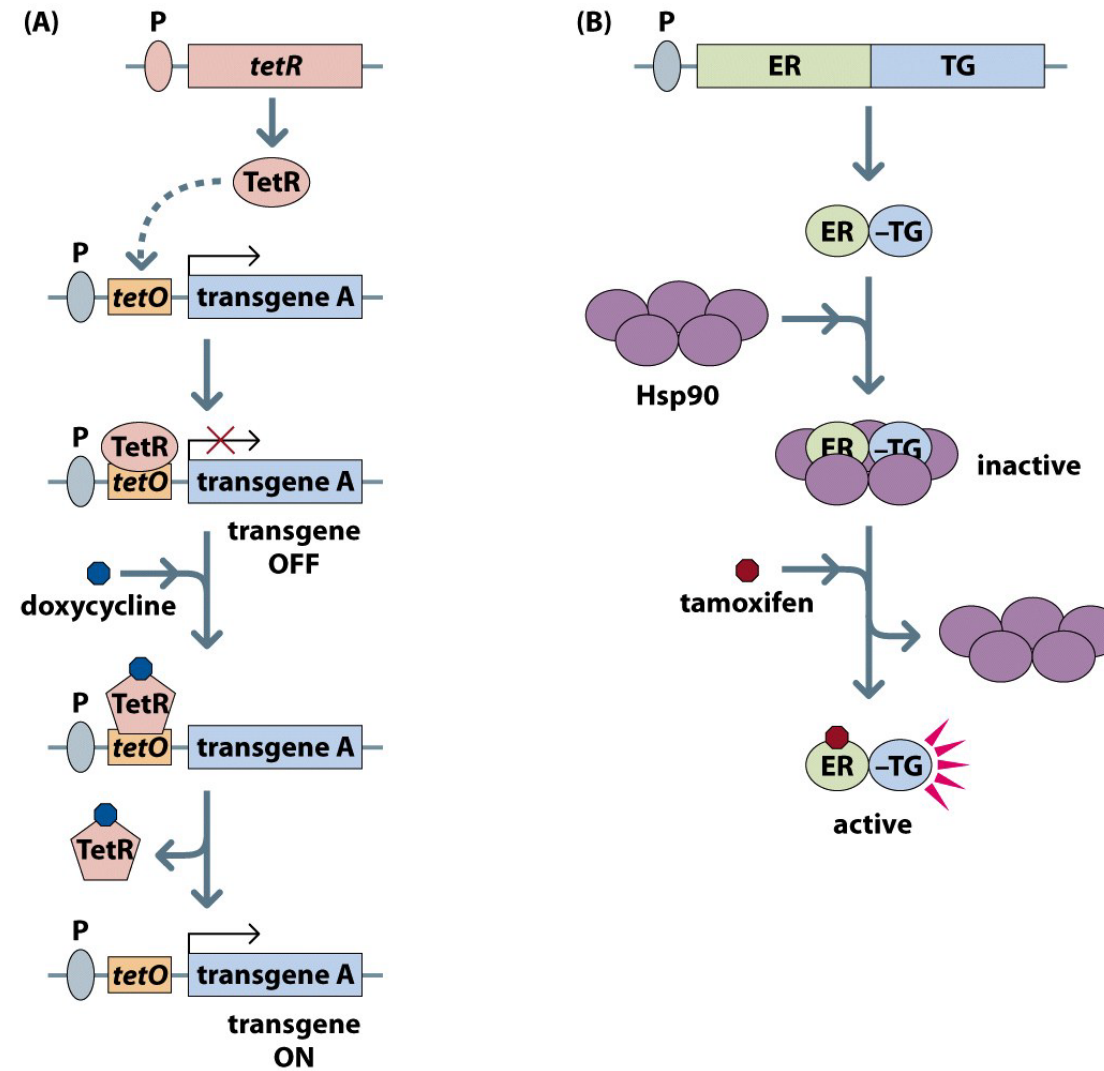 (A)
P
tetR
TetR
P
tetO
transgene A
P
TetR
tetO
transgene A
transgene
OFF
doxycycline
P
TetR
tetO
transgene A
TetR
P
tetO
transgene A
transgene
ON
(B)
P
ER
TG
ER
–TG
Hsp90
ER
–TG
inactive
tamoxifen
ER
–TG
active